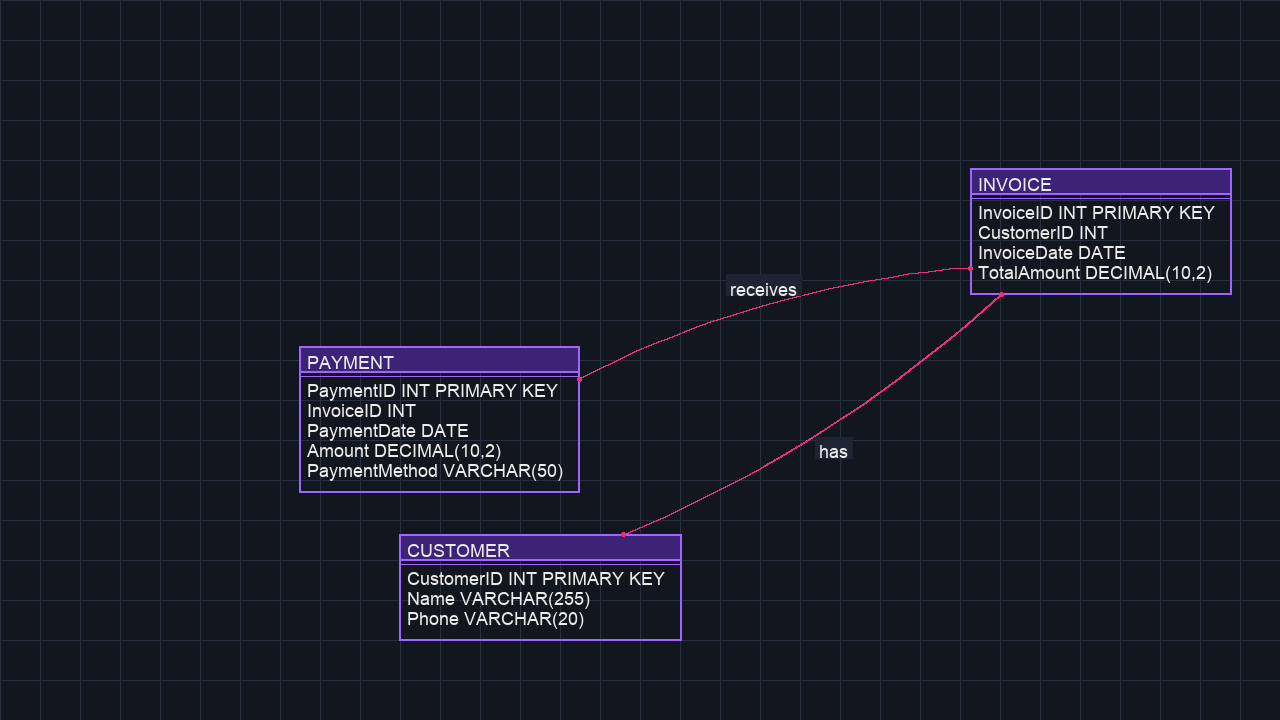 INVOICE
InvoiceID INT PRIMARY KEY
CustomerID INT
InvoiceDate DATE
TotalAmount DECIMAL(10,2)
receives
PAYMENT
PaymentID INT PRIMARY KEY
InvoiceID INT
PaymentDate DATE
Amount DECIMAL(10,2)
PaymentMethod VARCHAR(50)
has
CUSTOMER
CustomerID INT PRIMARY KEY
Name VARCHAR(255)
Phone VARCHAR(20)